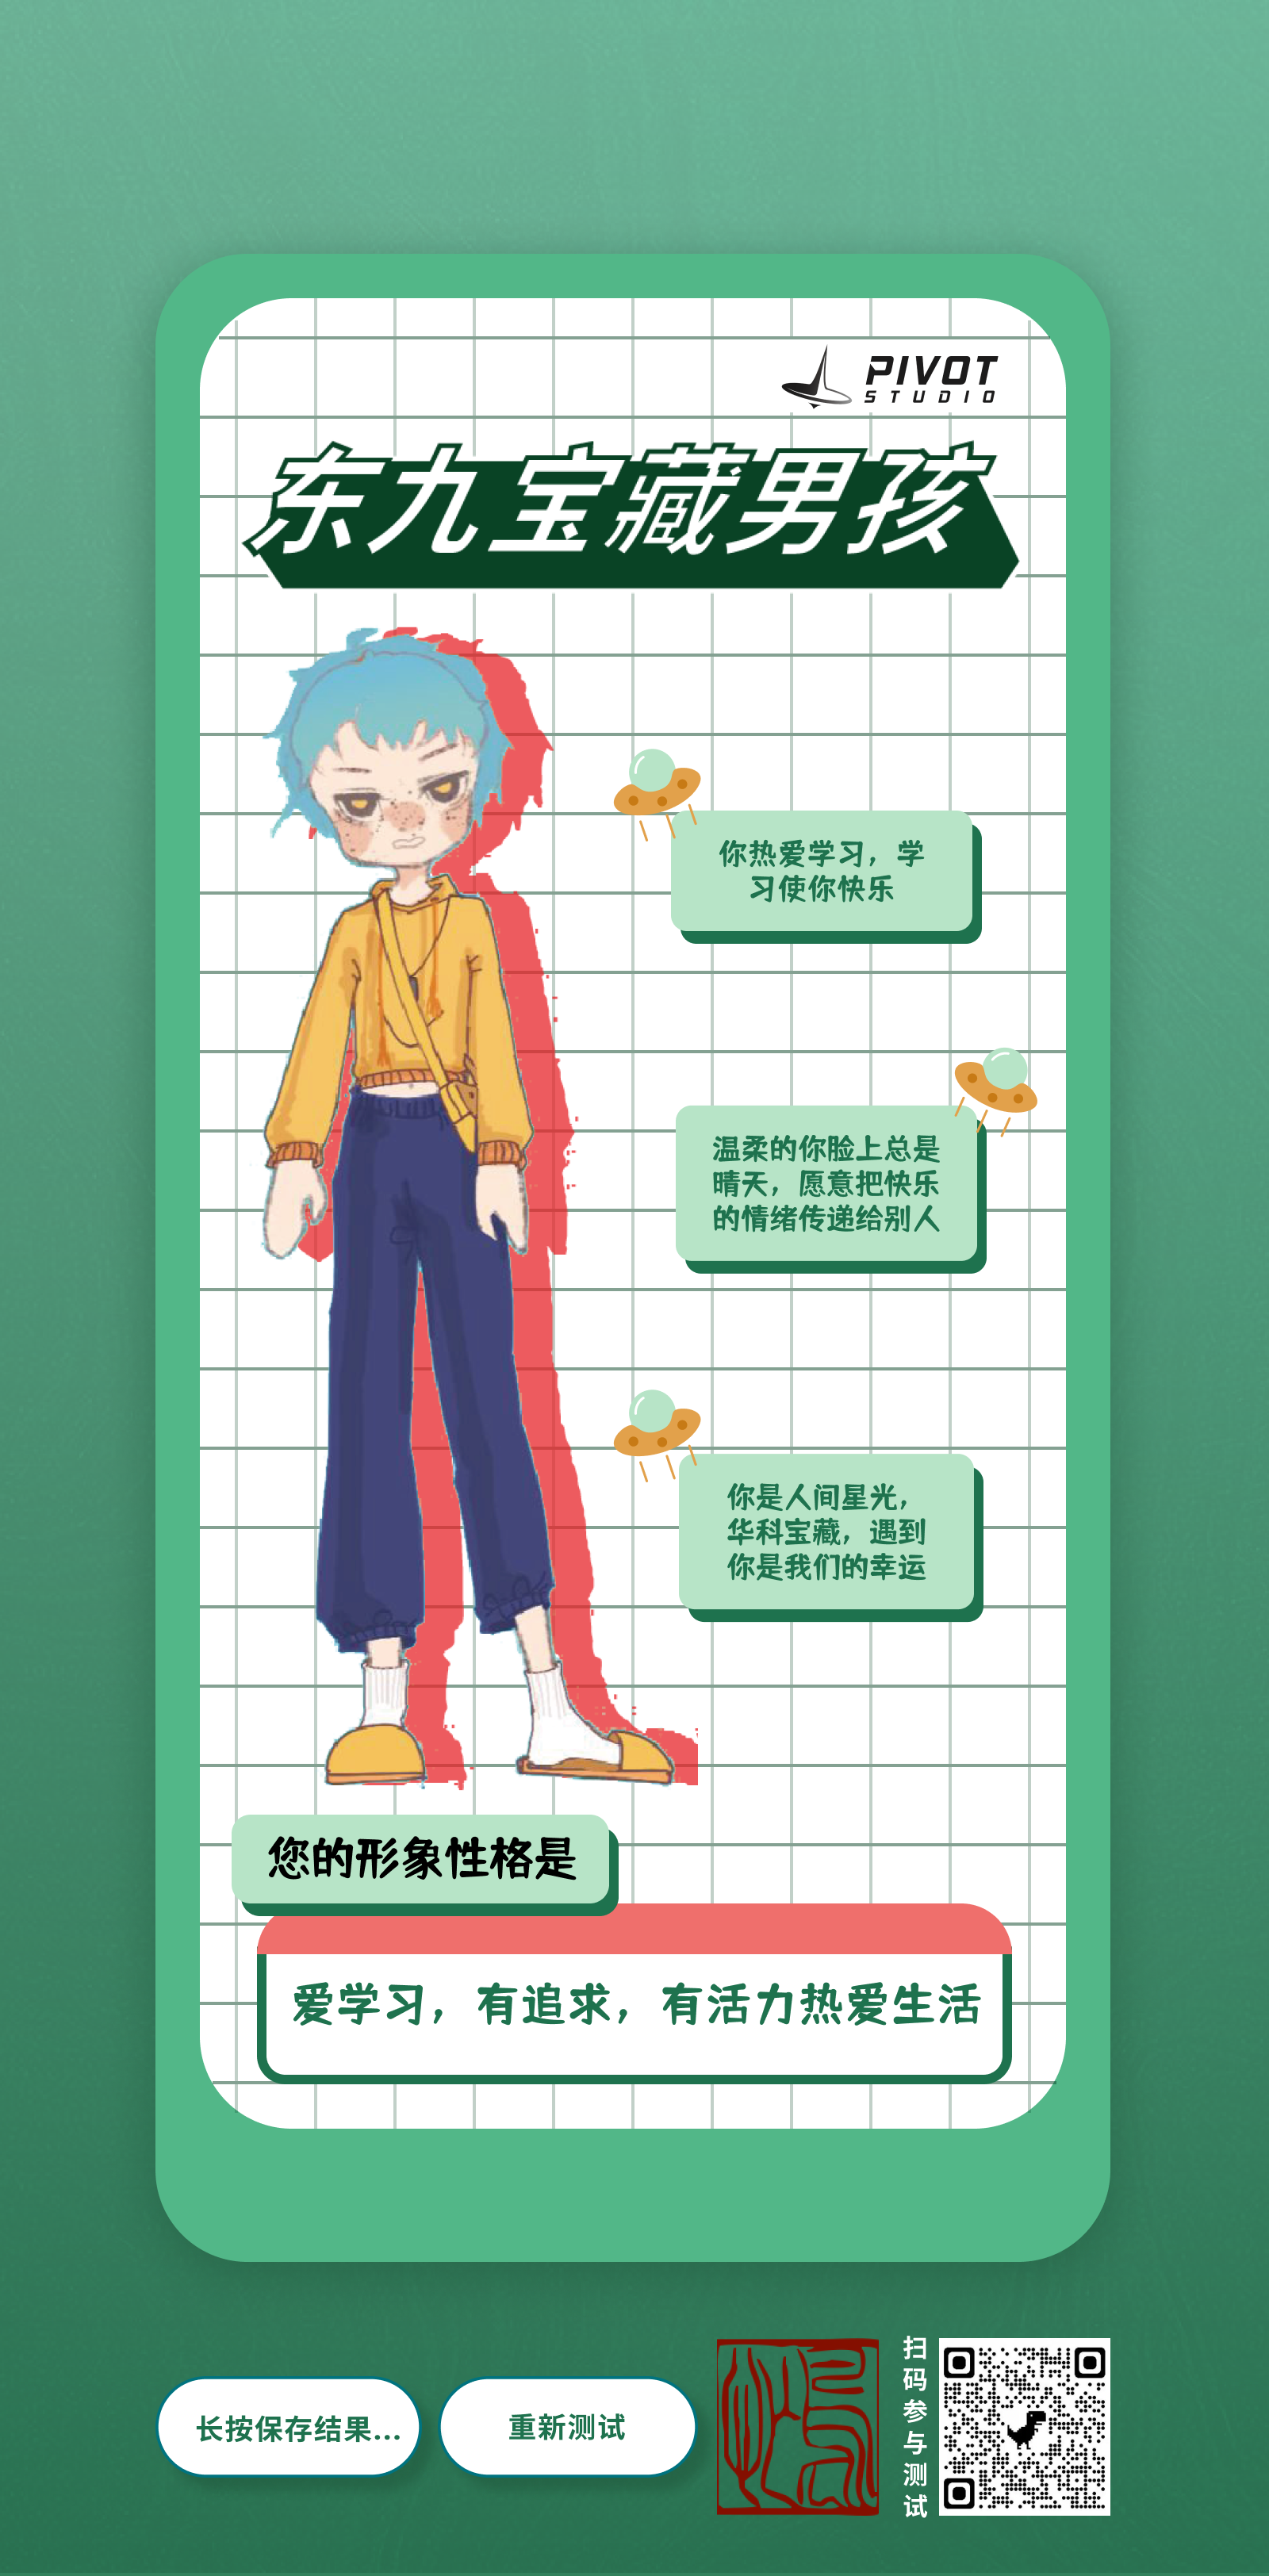 PIVOT
STUDIO
东九宝藏男孩
你热爱学习，学
习使你快乐
温柔的你脸上总是
晴天，愿意把快乐
的情绪传递给别人
你是人间星光，
华科宝藏，遇到
你是我们的幸运
您的形象性格是
爱学习，有追求，有活力热爱生活
长按保存结果...
重新测试
扫码参与测试